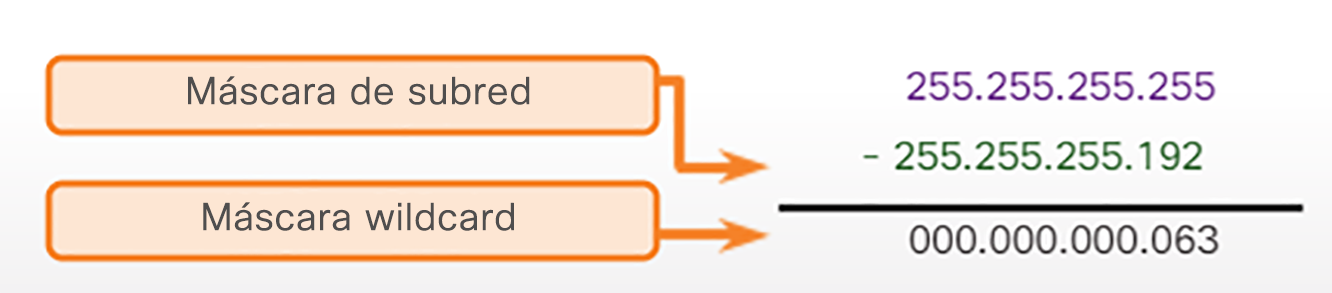 Máscara de subred
255.255.255.255
- 255.255.255.192
Máscara wildcard
000.000.000.063